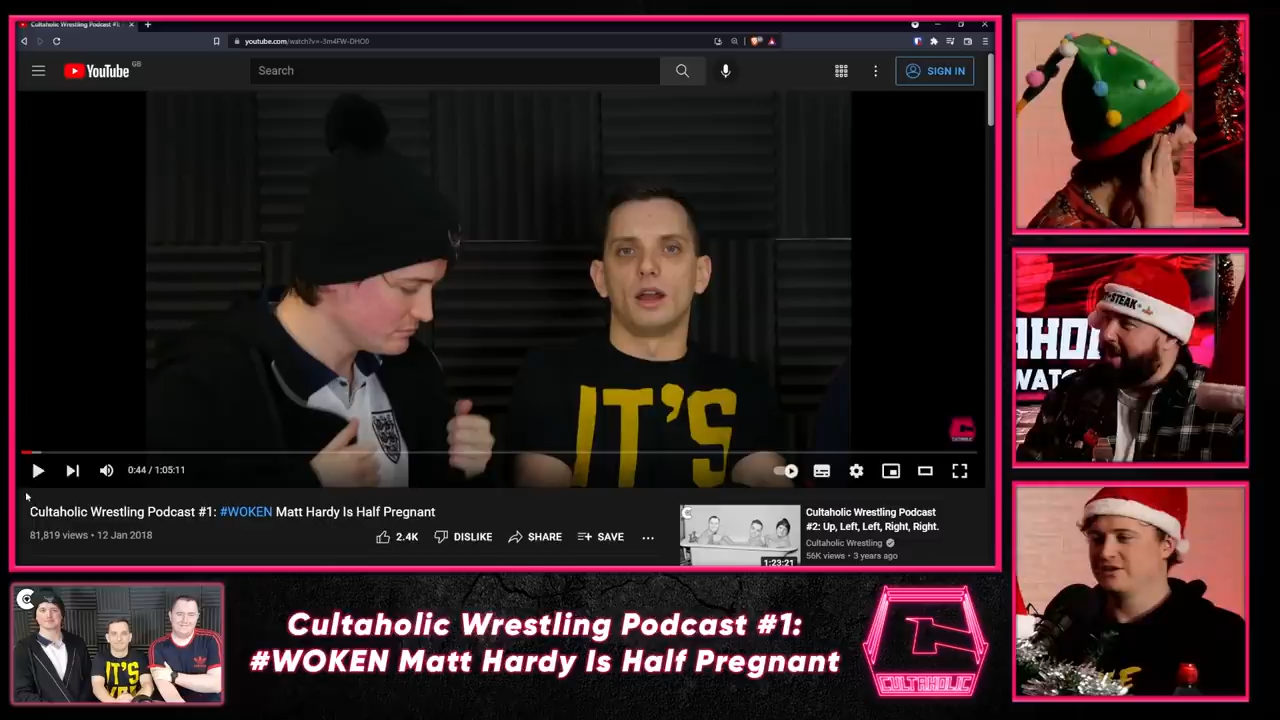 Cultaholic Wrestling Podcast #1:
youtube.com/watch?v=-3m4FW-DHO0
YouTube GB
Search
SIGN IN
IT'S
0:44 / 1:05:11
Cultaholic Wrestling Podcast #1: #WOKEN Matt Hardy Is Half Pregnant
81,819 views • 12 Jan 2018
2.4K DISLIKE SHARE SAVE
Cultaholic Wrestling Podcast
#2: Up, Left, Left, Right, Right.
Cultaholic Wrestling
56K views • 3 years ago
1:23:21
STEAK
IT'S
Cultaholic Wrestling Podcast #1:
#WOKEN Matt Hardy Is Half Pregnant
CULTAHOLIC